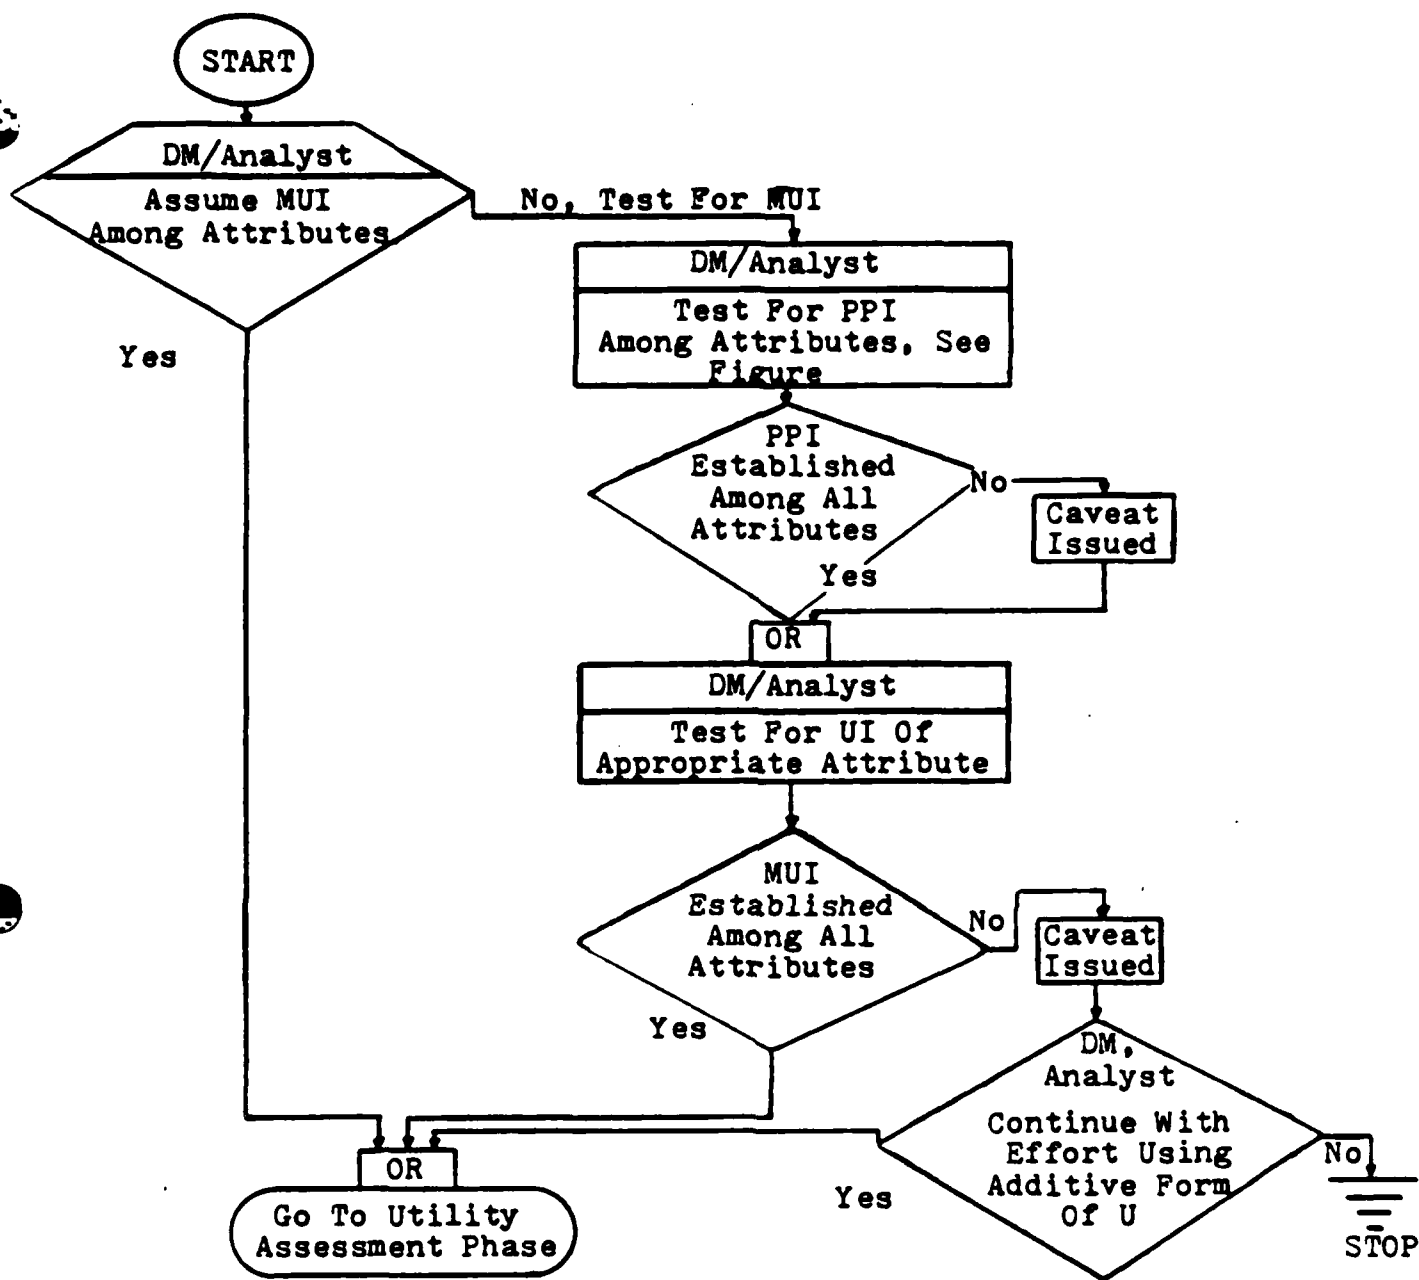 START
DM/Analyst
Assume MUI
Among Attributes
No, Test For MUI
Yes
DM/Analyst
Test For PPI
Among Attributes, See
Figure
PPI
Established
Among All
Attributes
No
Yes
Caveat
Issued
OR
DM/Analyst
Test For UI Of
Appropriate Attribute
MUI
Established
Among All
Attributes
No
Yes
Caveat
Issued
DM,
Analyst
Continue With
Effort Using
Additive Form
Of U
No
STOP
Yes
OR
Go To Utility
Assessment Phase